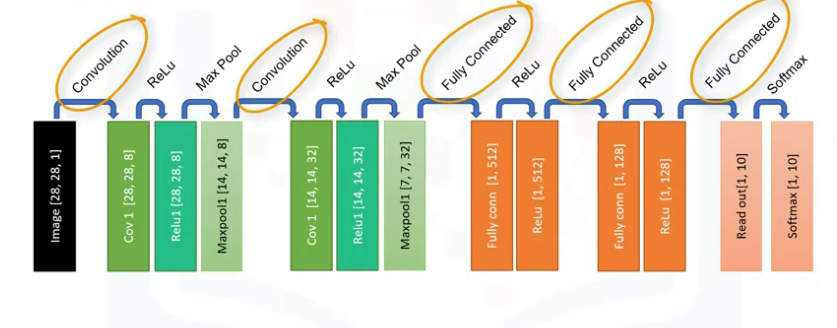 Convolution
ReLu
Max Pool
Convolution
ReLu
Max Pool
Fully Connected
ReLu
Fully Connected
ReLu
Fully Connected
Softmax
Image [28, 28, 1]
Cov 1 [28, 28, 8]
Relu1 [28, 28, 8]
Maxpool1 [14, 14, 8]
Cov 1 [14, 14, 32]
Relu1 [14, 14, 32]
Maxpool1 [7, 7, 32]
Fully conn [1, 512]
ReLu [1, 512]
Fully conn [1, 128]
ReLu [1, 128]
Read out[1, 10]
Softmax [1, 10]